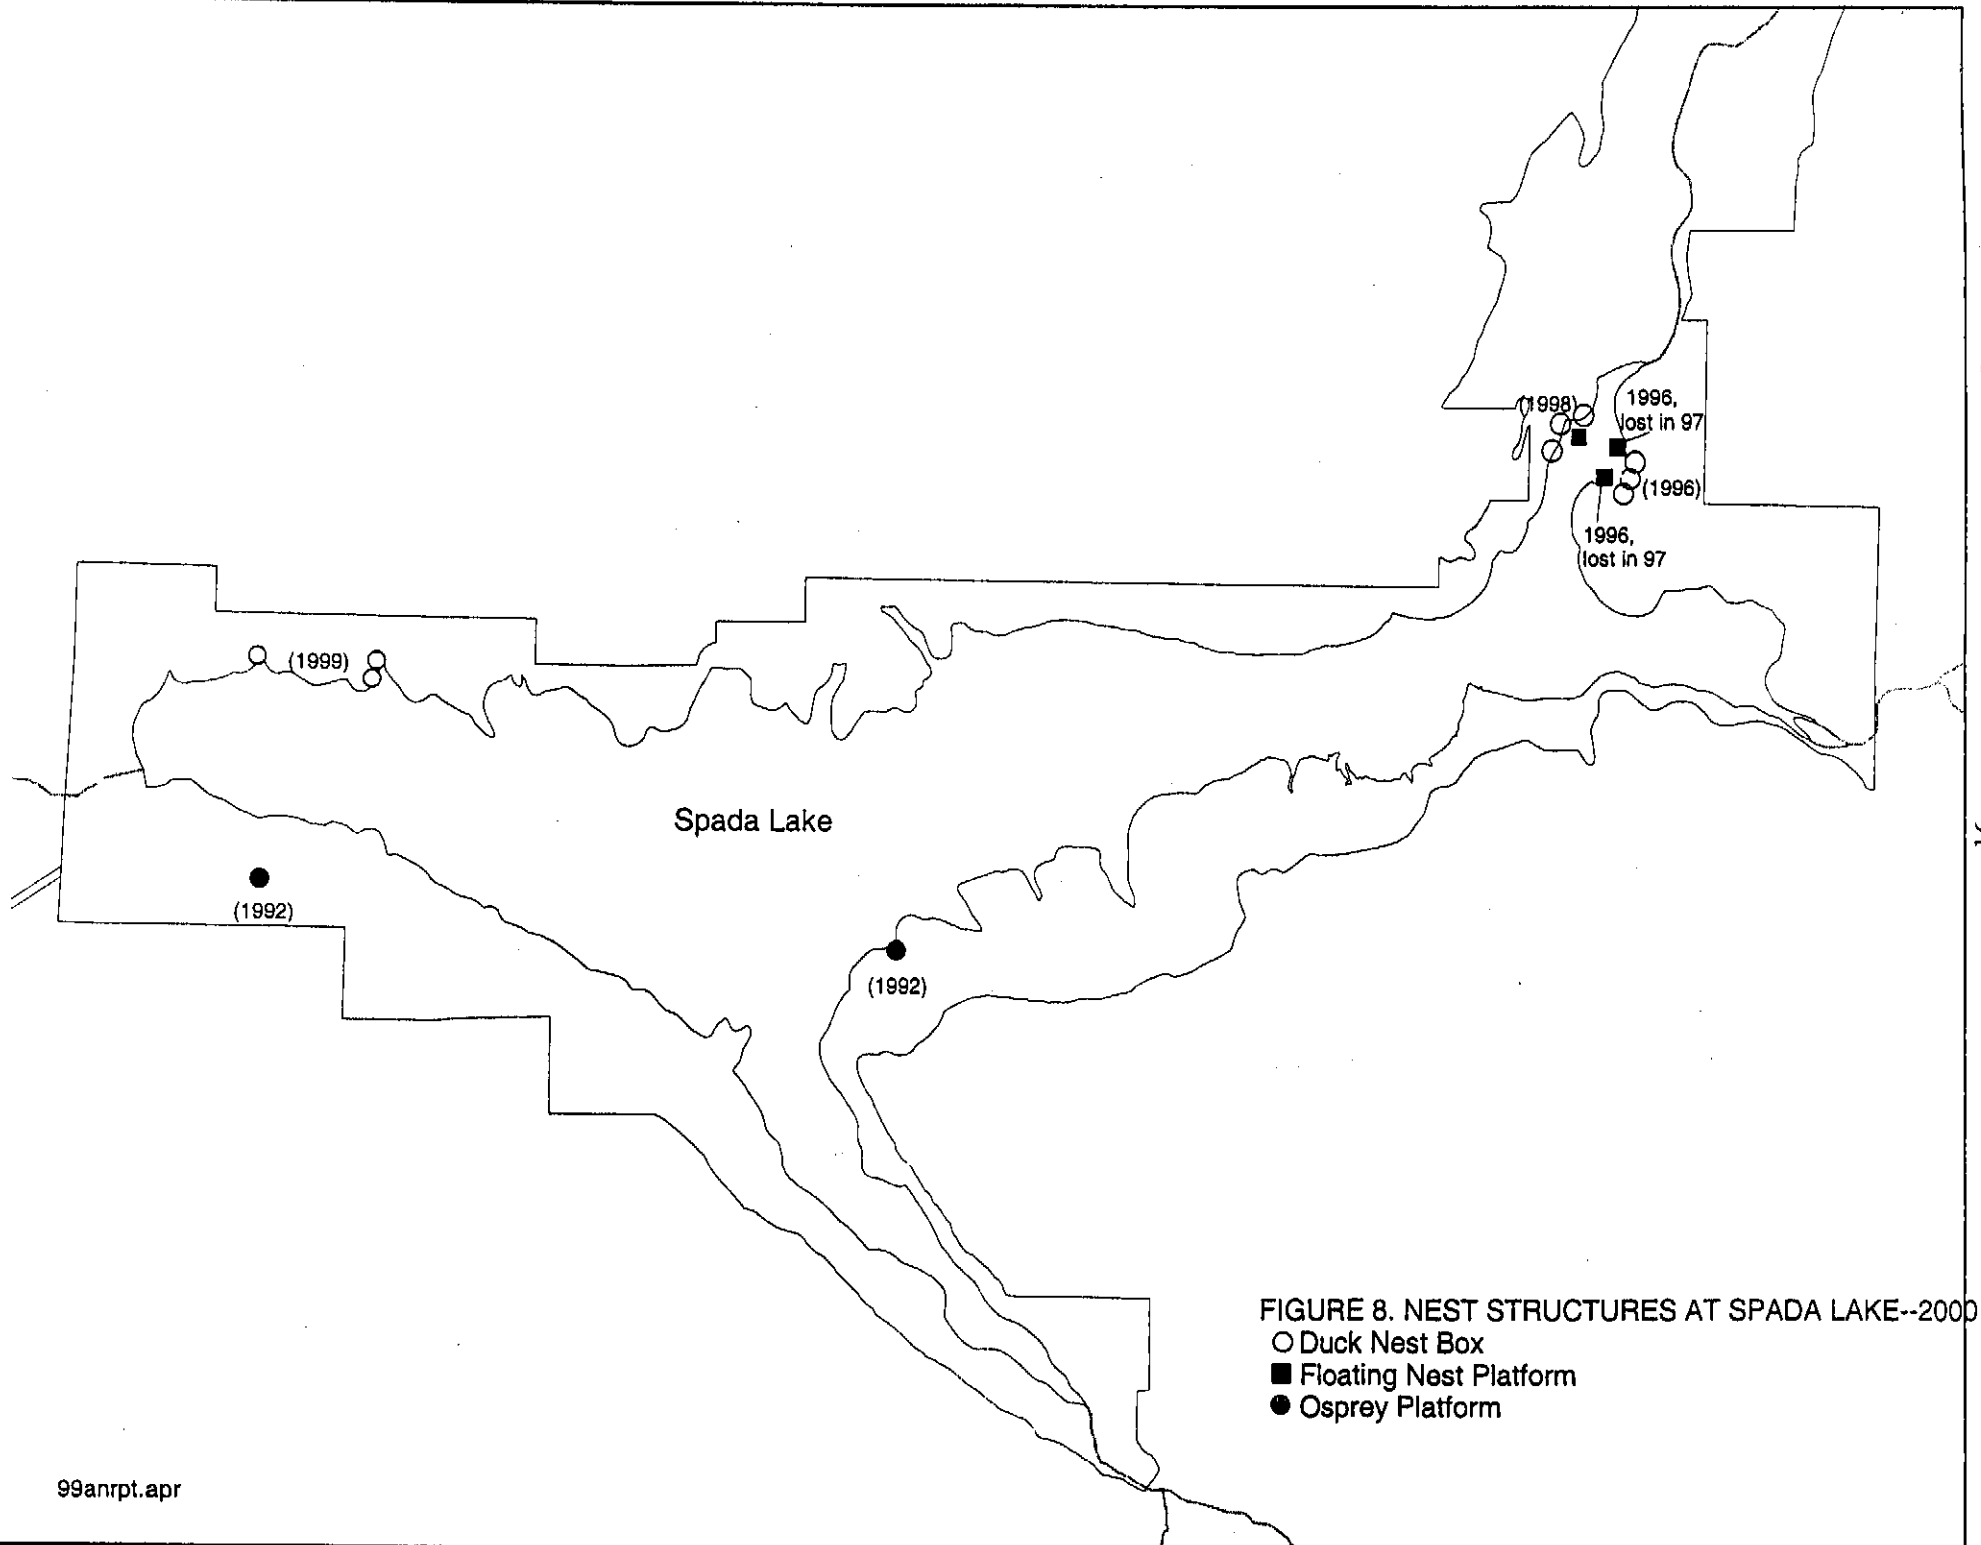 (1998)
1996,
lost in 97
(1996)
1996,
lost in 97
(1999)
Spada Lake
(1992)
(1992)
FIGURE 8. NEST STRUCTURES AT SPADA LAKE--2000
Duck Nest Box
Floating Nest Platform
Osprey Platform
99anrpt.apr